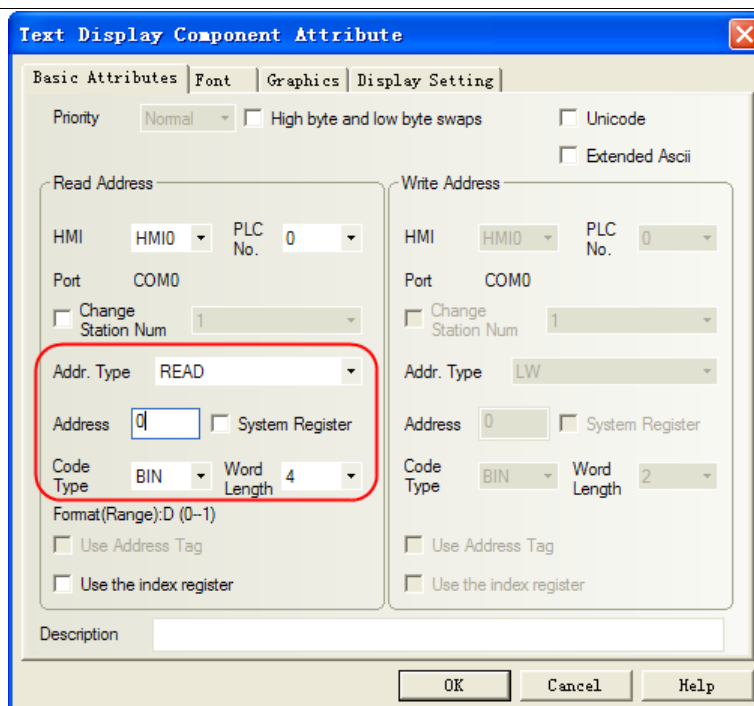 Text Display Component Attribute
Basic Attributes Font Graphics Display Setting
Priority Normal High byte and low byte swaps Unicode
Extended Ascii
Read Address
HMI HMI0 PLC No. 0
Port COM0
Change Station Num 1
Addr. Type READ
Address 0 System Register
Code Type BIN Word Length 4
Format(Range):D (0--1)
Use Address Tag
Use the index register
Write Address
HMI HMI0 PLC No. 0
Port COM0
Change Station Num 1
Addr. Type LW
Address 0 System Register
Code Type BIN Word Length 2
Use Address Tag
Use the index register
Description
OK Cancel Help